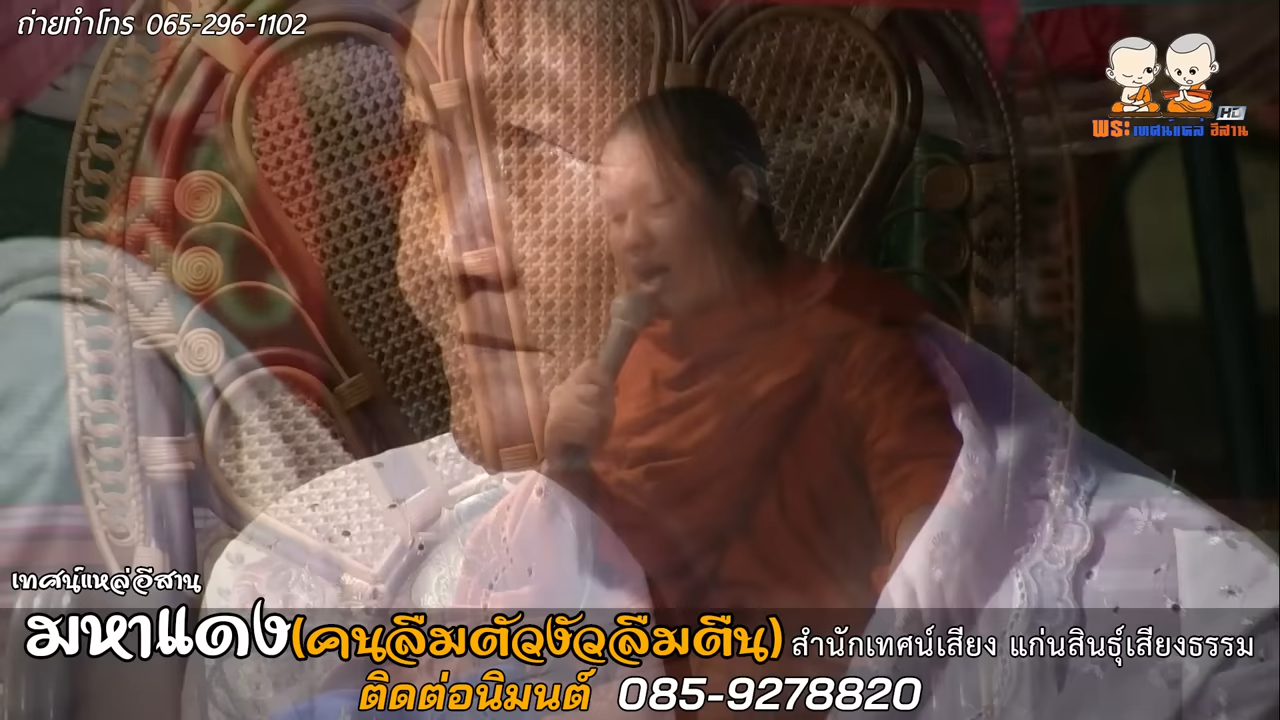 ถ่ายทำโทร 065-296-1102
HD
พระ เทศน์แหล่ อีสาน
เทศน์แหล่อีสาน
มหาแดง(คนลืมตัวงัวลืมตืน) สำนักเทศน์เสียง แก่นสินธุ์เสียงธรรม
ติดต่อนิมนต์ 085-9278820